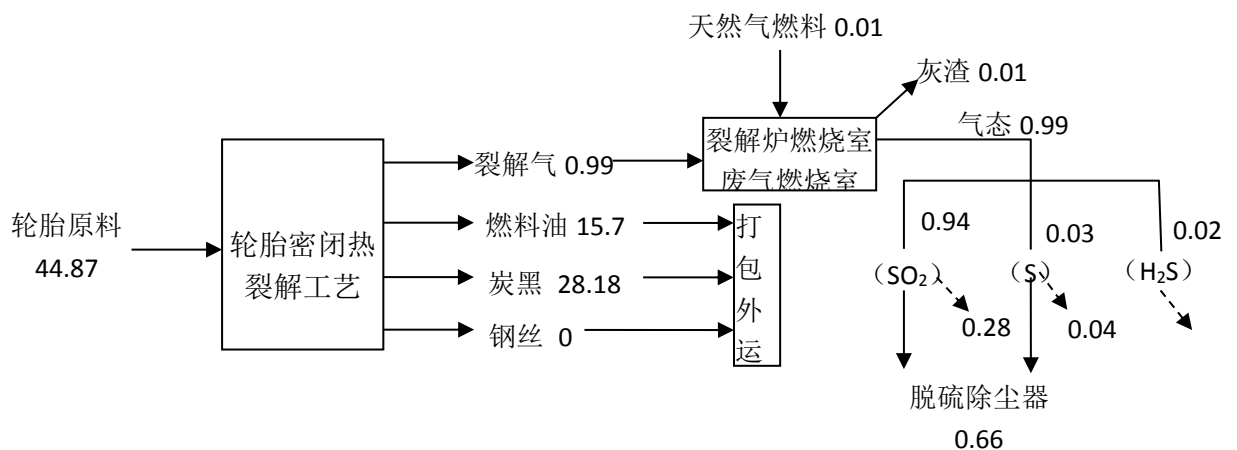 天然气燃料 0.01
灰渣 0.01
气态 0.99
裂解炉燃烧室
废气燃烧室
裂解气 0.99
轮胎原料
44.87
轮胎密闭热
裂解工艺
燃料油 15.7
炭黑 28.18
钢丝 0
打
包
外
运
0.94
0.03
0.02
（SO₂）
（S）
（H₂S）
0.28
0.04
脱硫除尘器
0.66